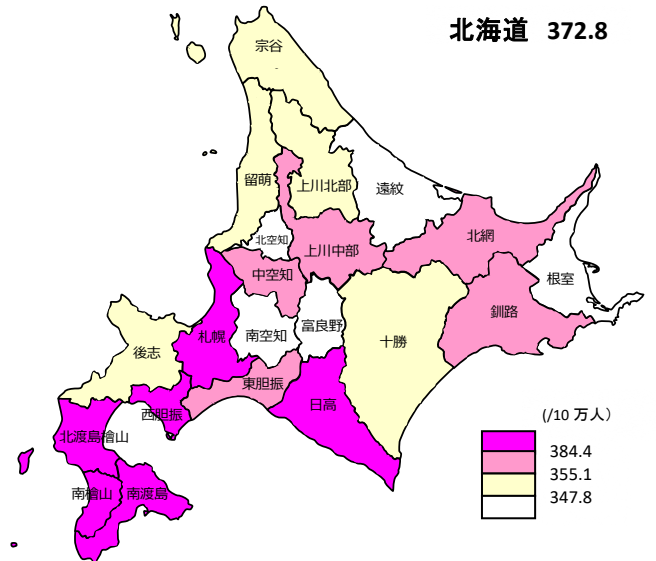 北海道 372.8
宗谷
留萌
上川北部
遠紋
北空知
上川中部
北網
中空知
根室
釧路
札幌
南空知
富良野
十勝
後志
東胆振
西胆振
日高
北渡島檜山
南檜山
南渡島
(/10 万人)
384.4
355.1
347.8